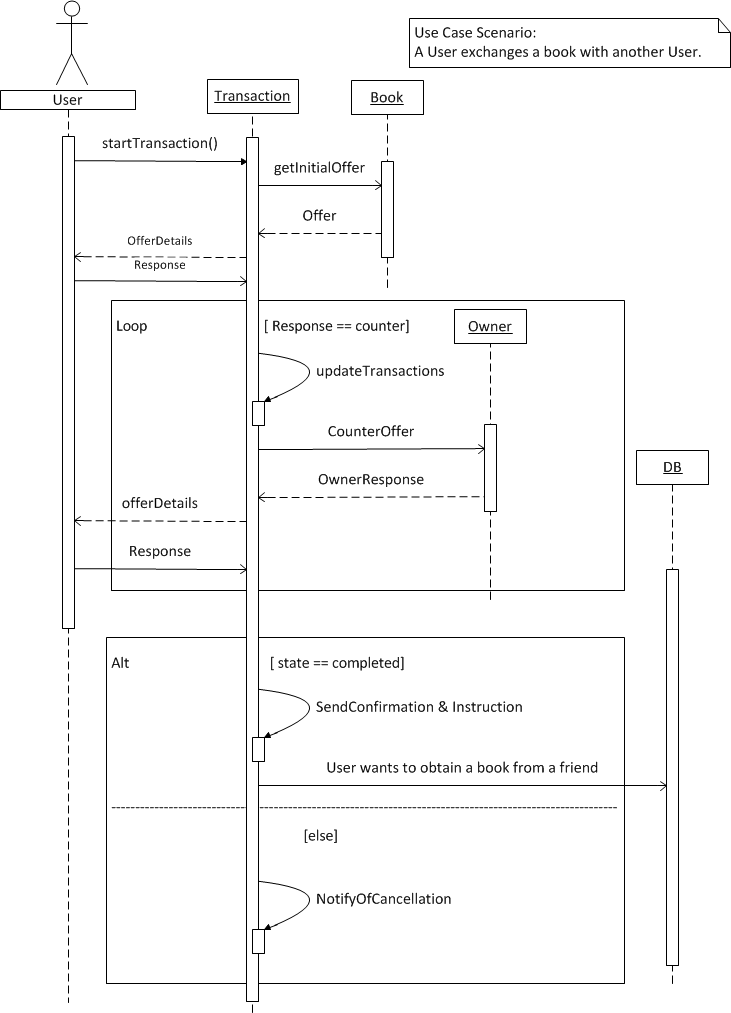 Use Case Scenario:
A User exchanges a book with another User.
User
Transaction
Book
startTransaction()
getInitialOffer
Offer
OfferDetails
Response
Loop
[ Response == counter]
Owner
updateTransactions
CounterOffer
DB
OwnerResponse
offerDetails
Response
Alt
[ state == completed]
SendConfirmation & Instruction
User wants to obtain a book from a friend
[else]
NotifyOfCancellation